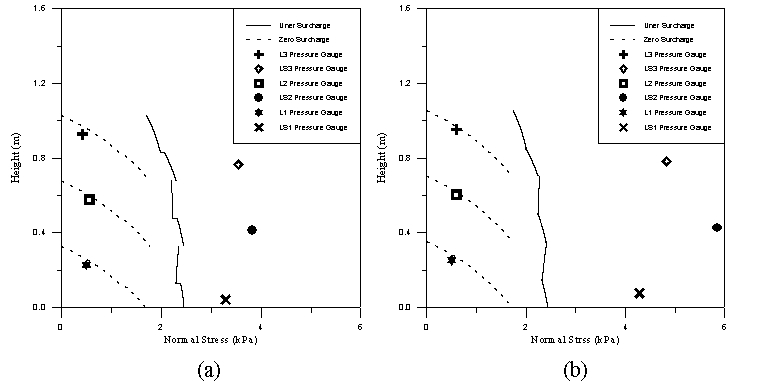 1.6
1.2
0.8
0.4
0.0
Height (m)
0 2 4 6
Normal Stress (kPa)
Uner Surcharge
Zero Surcharge
L3 Pressure Gauge
LS3 Pressure Gauge
L2 Pressure Gauge
LS2 Pressure Gauge
L1 Pressure Gauge
LS1 Pressure Gauge
(a)
1.6
1.2
0.8
0.4
0.0
Height (m)
0 2 4 6
Normal Strss (kPa)
Uner Surcharge
Zero Surcharge
L3 Pressure Gauge
LS3 Pressure Gauge
L2 Pressure Gauge
LS2 Pressure Gauge
L1 Pressure Gauge
LS1 Pressure Gauge
(b)